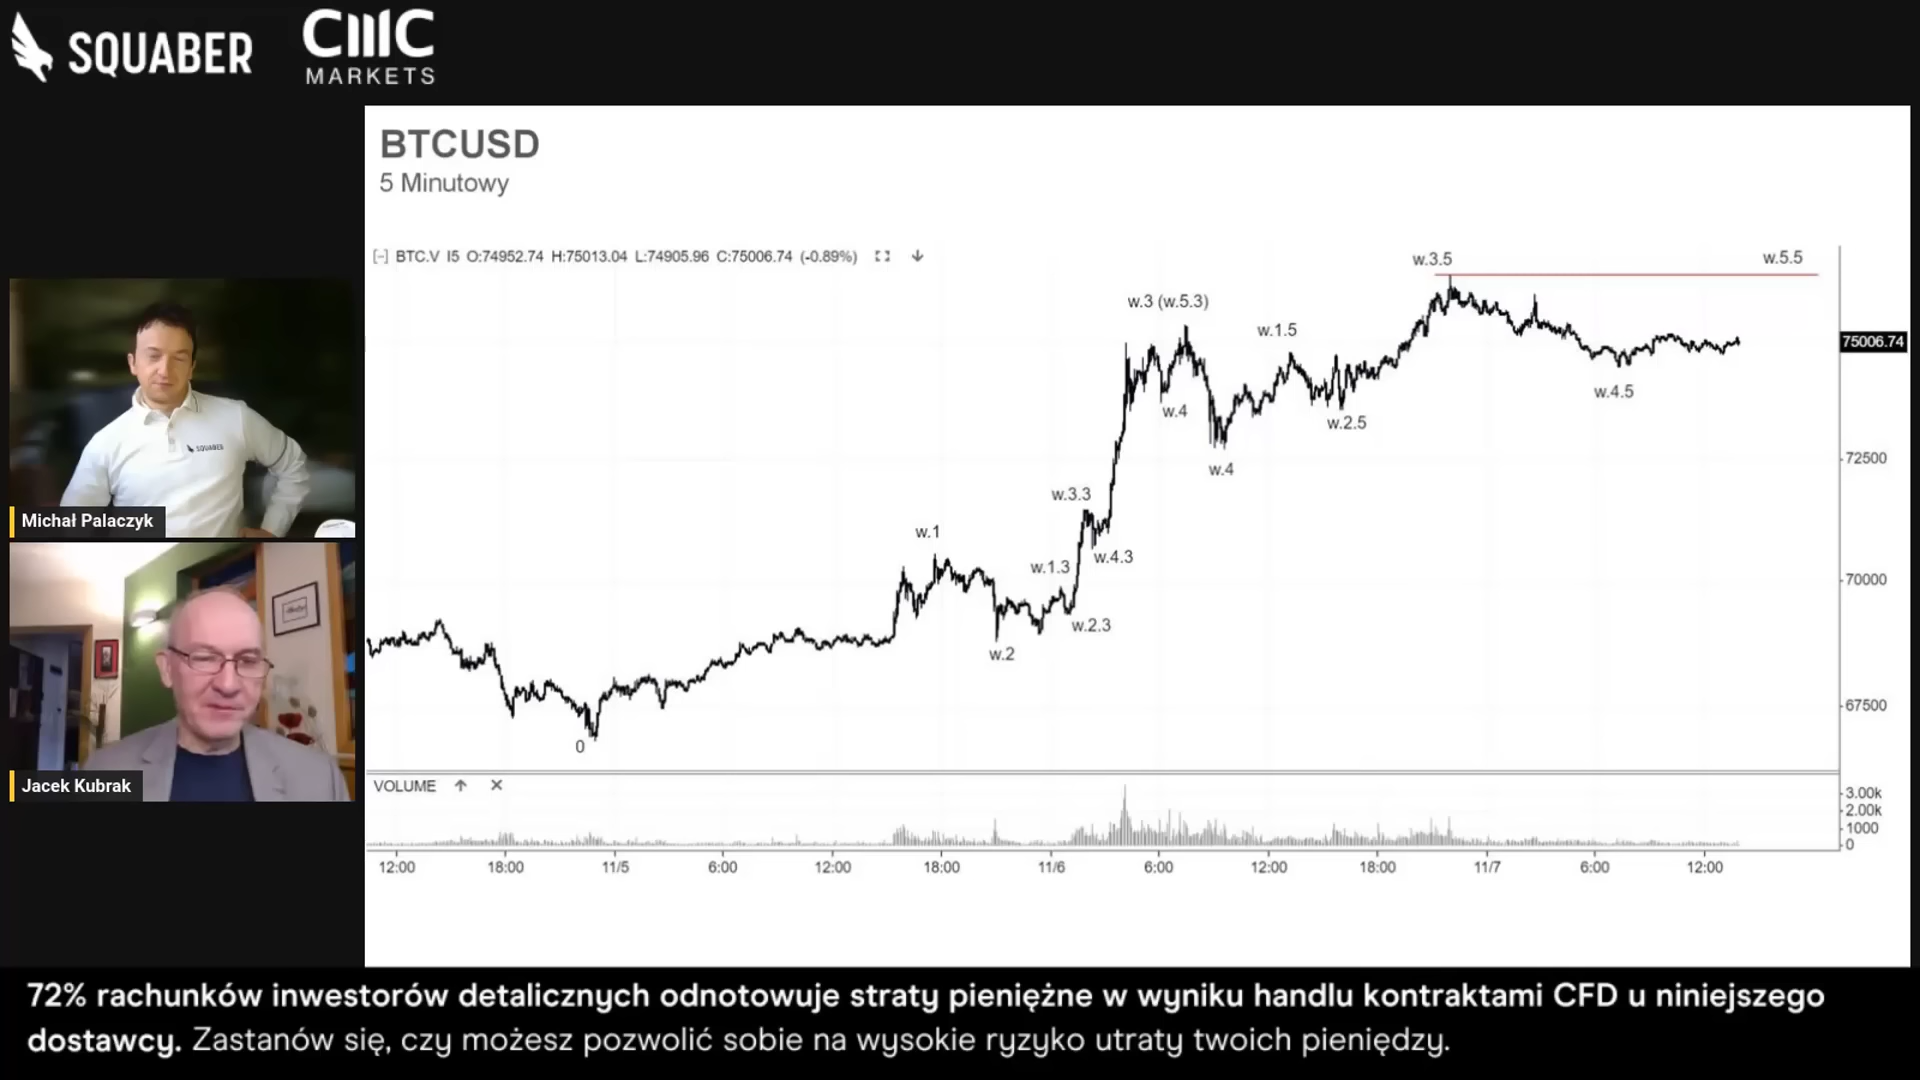 SQUABER
CMC
MARKETS
BTCUSD
5 Minutowy
[-] BTC.V I5 O:74952.74 H:75013.04 L:74905.96 C:75006.74 (-0.89%)
w.3.5
w.5.5
w.3 (w.5.3)
w.1.5
75006.74
w.4.5
w.4
w.2.5
72500
w.4
w.3.3
w.1
w.4.3
w.1.3
70000
w.2.3
w.2
67500
0
SQUABER
Michał Palaczyk
Jacek Kubrak
VOLUME
3.00k
2.00k
1000
0
12:00 18:00 11/5 6:00 12:00 18:00 11/6 6:00 12:00 18:00 11/7 6:00 12:00
72% rachunków inwestorów detalicznych odnotowuje straty pieniężne w wyniku handlu kontraktami CFD u niniejszego
dostawcy. Zastanów się, czy możesz pozwolić sobie na wysokie ryzyko utraty twoich pieniędzy.